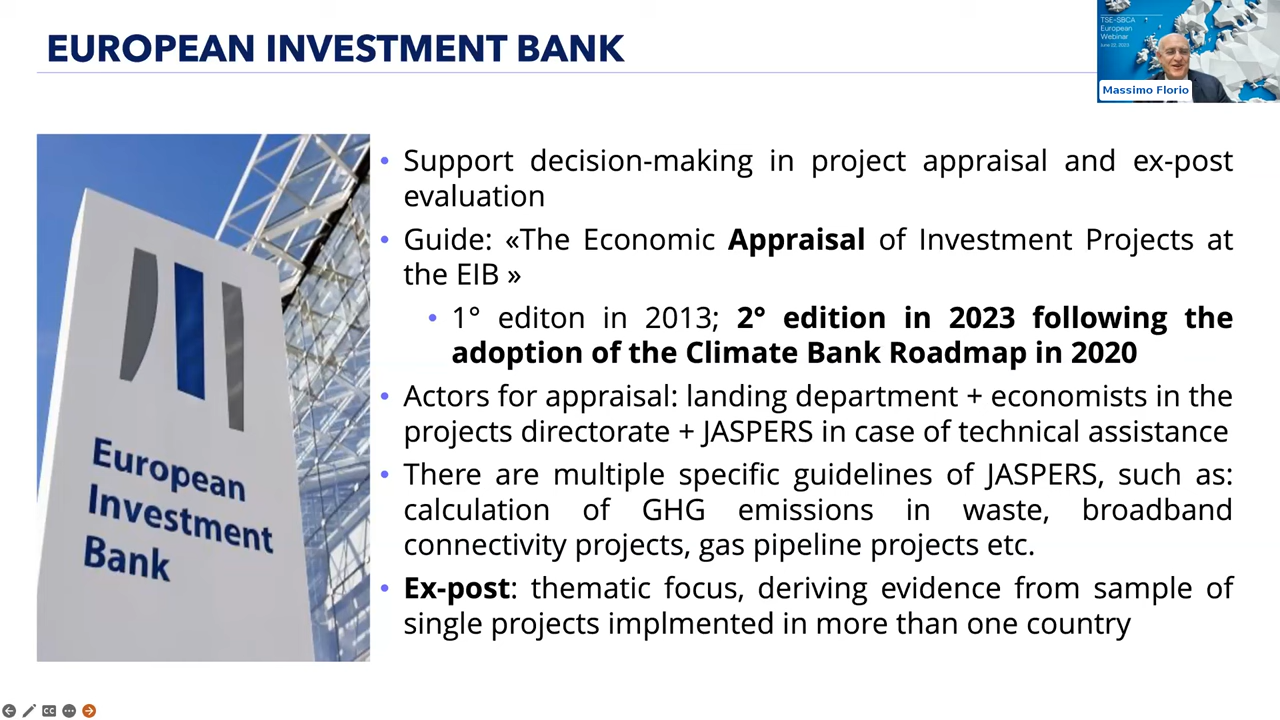 EUROPEAN INVESTMENT BANK
TSE-SBCA
European
Webinar
June 22, 2023
Massimo Florio
European
Investment
Bank
• Support decision-making in project appraisal and ex-post
evaluation
• Guide: «The Economic Appraisal of Investment Projects at
the EIB »
• 1° editon in 2013; 2° edition in 2023 following the
adoption of the Climate Bank Roadmap in 2020
• Actors for appraisal: landing department + economists in the
projects directorate + JASPERS in case of technical assistance
• There are multiple specific guidelines of JASPERS, such as:
calculation of GHG emissions in waste, broadband
connectivity projects, gas pipeline projects etc.
• Ex-post: thematic focus, deriving evidence from sample of
single projects implmented in more than one country
CC